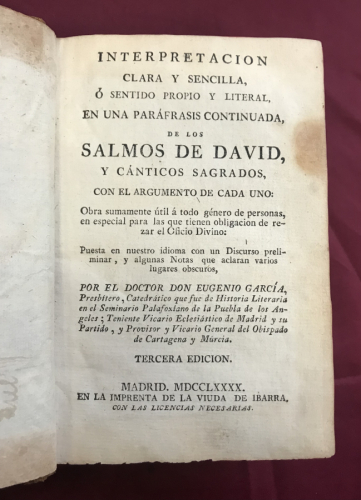 INTERPRETACION
CLARA Y SENCILLA,
Ó SENTIDO PROPIO Y LITERAL,
EN UNA PARÁFRASIS CONTINUADA,
DE LOS
SALMOS DE DAVID,
Y CÁNTICOS SAGRADOS,
CON EL ARGUMENTO DE CADA UNO:
Obra sumamente útil á todo género de personas,
en especial para las que tienen obligacion de re-
zar el Oficio Divino:
Puesta en nuestro idioma con un Discurso preli-
minar, y algunas Notas que aclaran varios
lugares obscuros,
POR EL DOCTOR DON EUGENIO GARCÍA,
Presbítero, Catedrático que fue de Historia Literaria
en el Seminario Palafoxîano de la Puebla de los An-
geles; Teniente Vicario Eclesiástico de Madrid y su
Partido, y Provisor y Vicario General del Obispado
de Cartagena y Múrcia.
TERCERA EDICION.
MADRID. MDCCLXXXX.
EN LA IMPRENTA DE LA VIUDA DE IBARRA.
CON LAS LICENCIAS NECESARIAS.